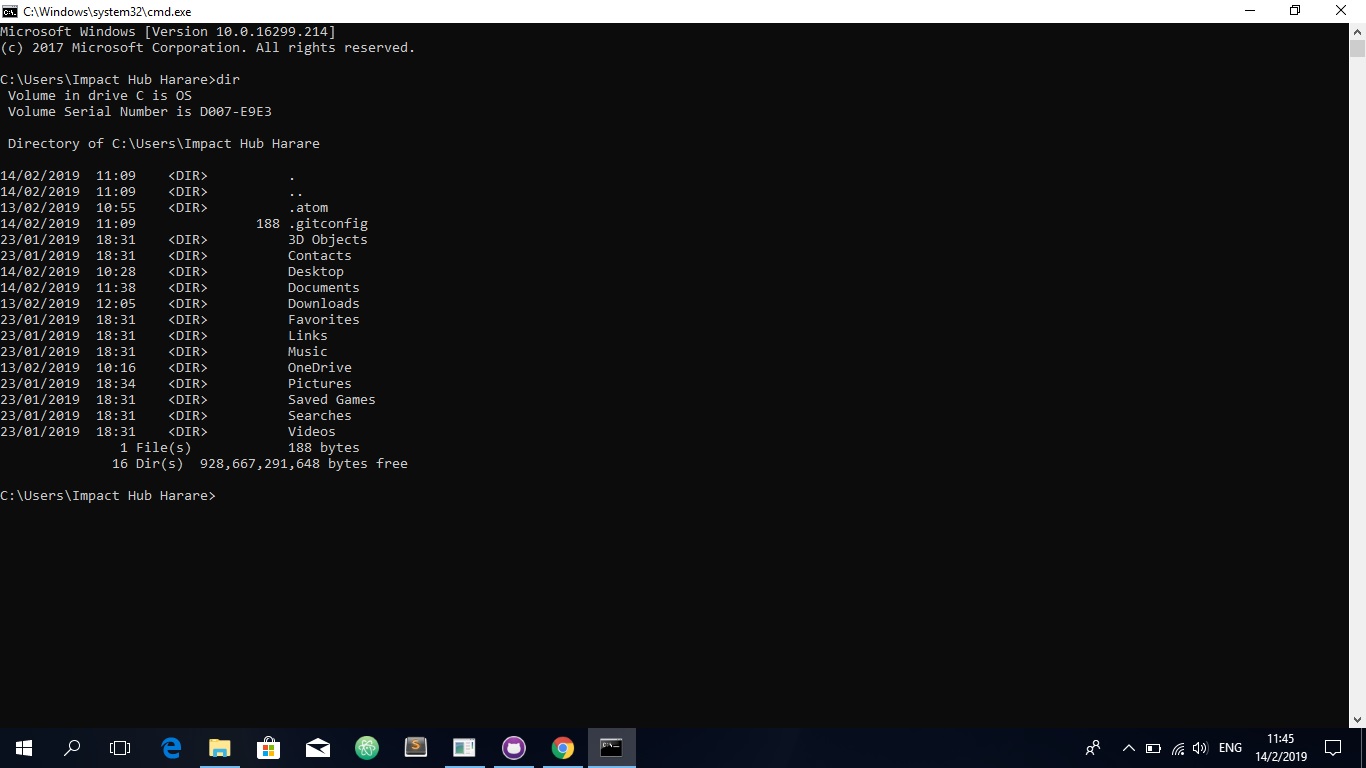 C:\Windows\system32\cmd.exe
Microsoft Windows [Version 10.0.16299.214]
(c) 2017 Microsoft Corporation. All rights reserved.
C:\Users\Impact Hub Harare>dir
 Volume in drive C is OS
 Volume Serial Number is D007-E9E3
 Directory of C:\Users\Impact Hub Harare
14/02/2019  11:09    <DIR>          .
14/02/2019  11:09    <DIR>          ..
13/02/2019  10:55    <DIR>          .atom
14/02/2019  11:09               188 .gitconfig
23/01/2019  18:31    <DIR>          3D Objects
23/01/2019  18:31    <DIR>          Contacts
14/02/2019  10:28    <DIR>          Desktop
14/02/2019  11:38    <DIR>          Documents
13/02/2019  12:05    <DIR>          Downloads
23/01/2019  18:31    <DIR>          Favorites
23/01/2019  18:31    <DIR>          Links
23/01/2019  18:31    <DIR>          Music
13/02/2019  10:16    <DIR>          OneDrive
23/01/2019  18:34    <DIR>          Pictures
23/01/2019  18:31    <DIR>          Saved Games
23/01/2019  18:31    <DIR>          Searches
23/01/2019  18:31    <DIR>          Videos
               1 File(s)            188 bytes
              16 Dir(s)  928,667,291,648 bytes free
C:\Users\Impact Hub Harare>
ENG
11:45
14/2/2019